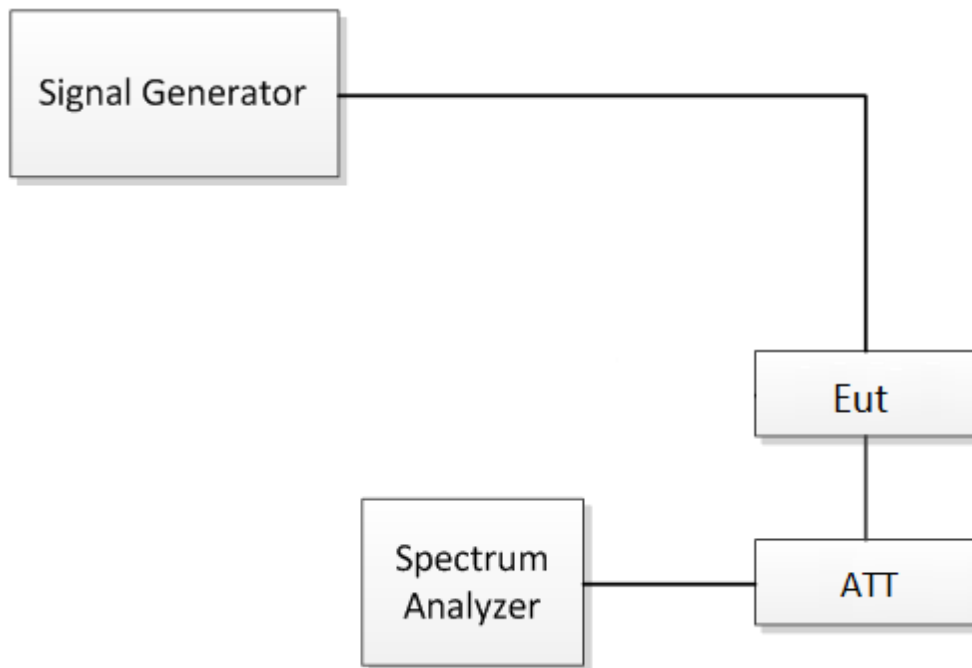 Signal Generator
Eut
Spectrum
Analyzer
ATT